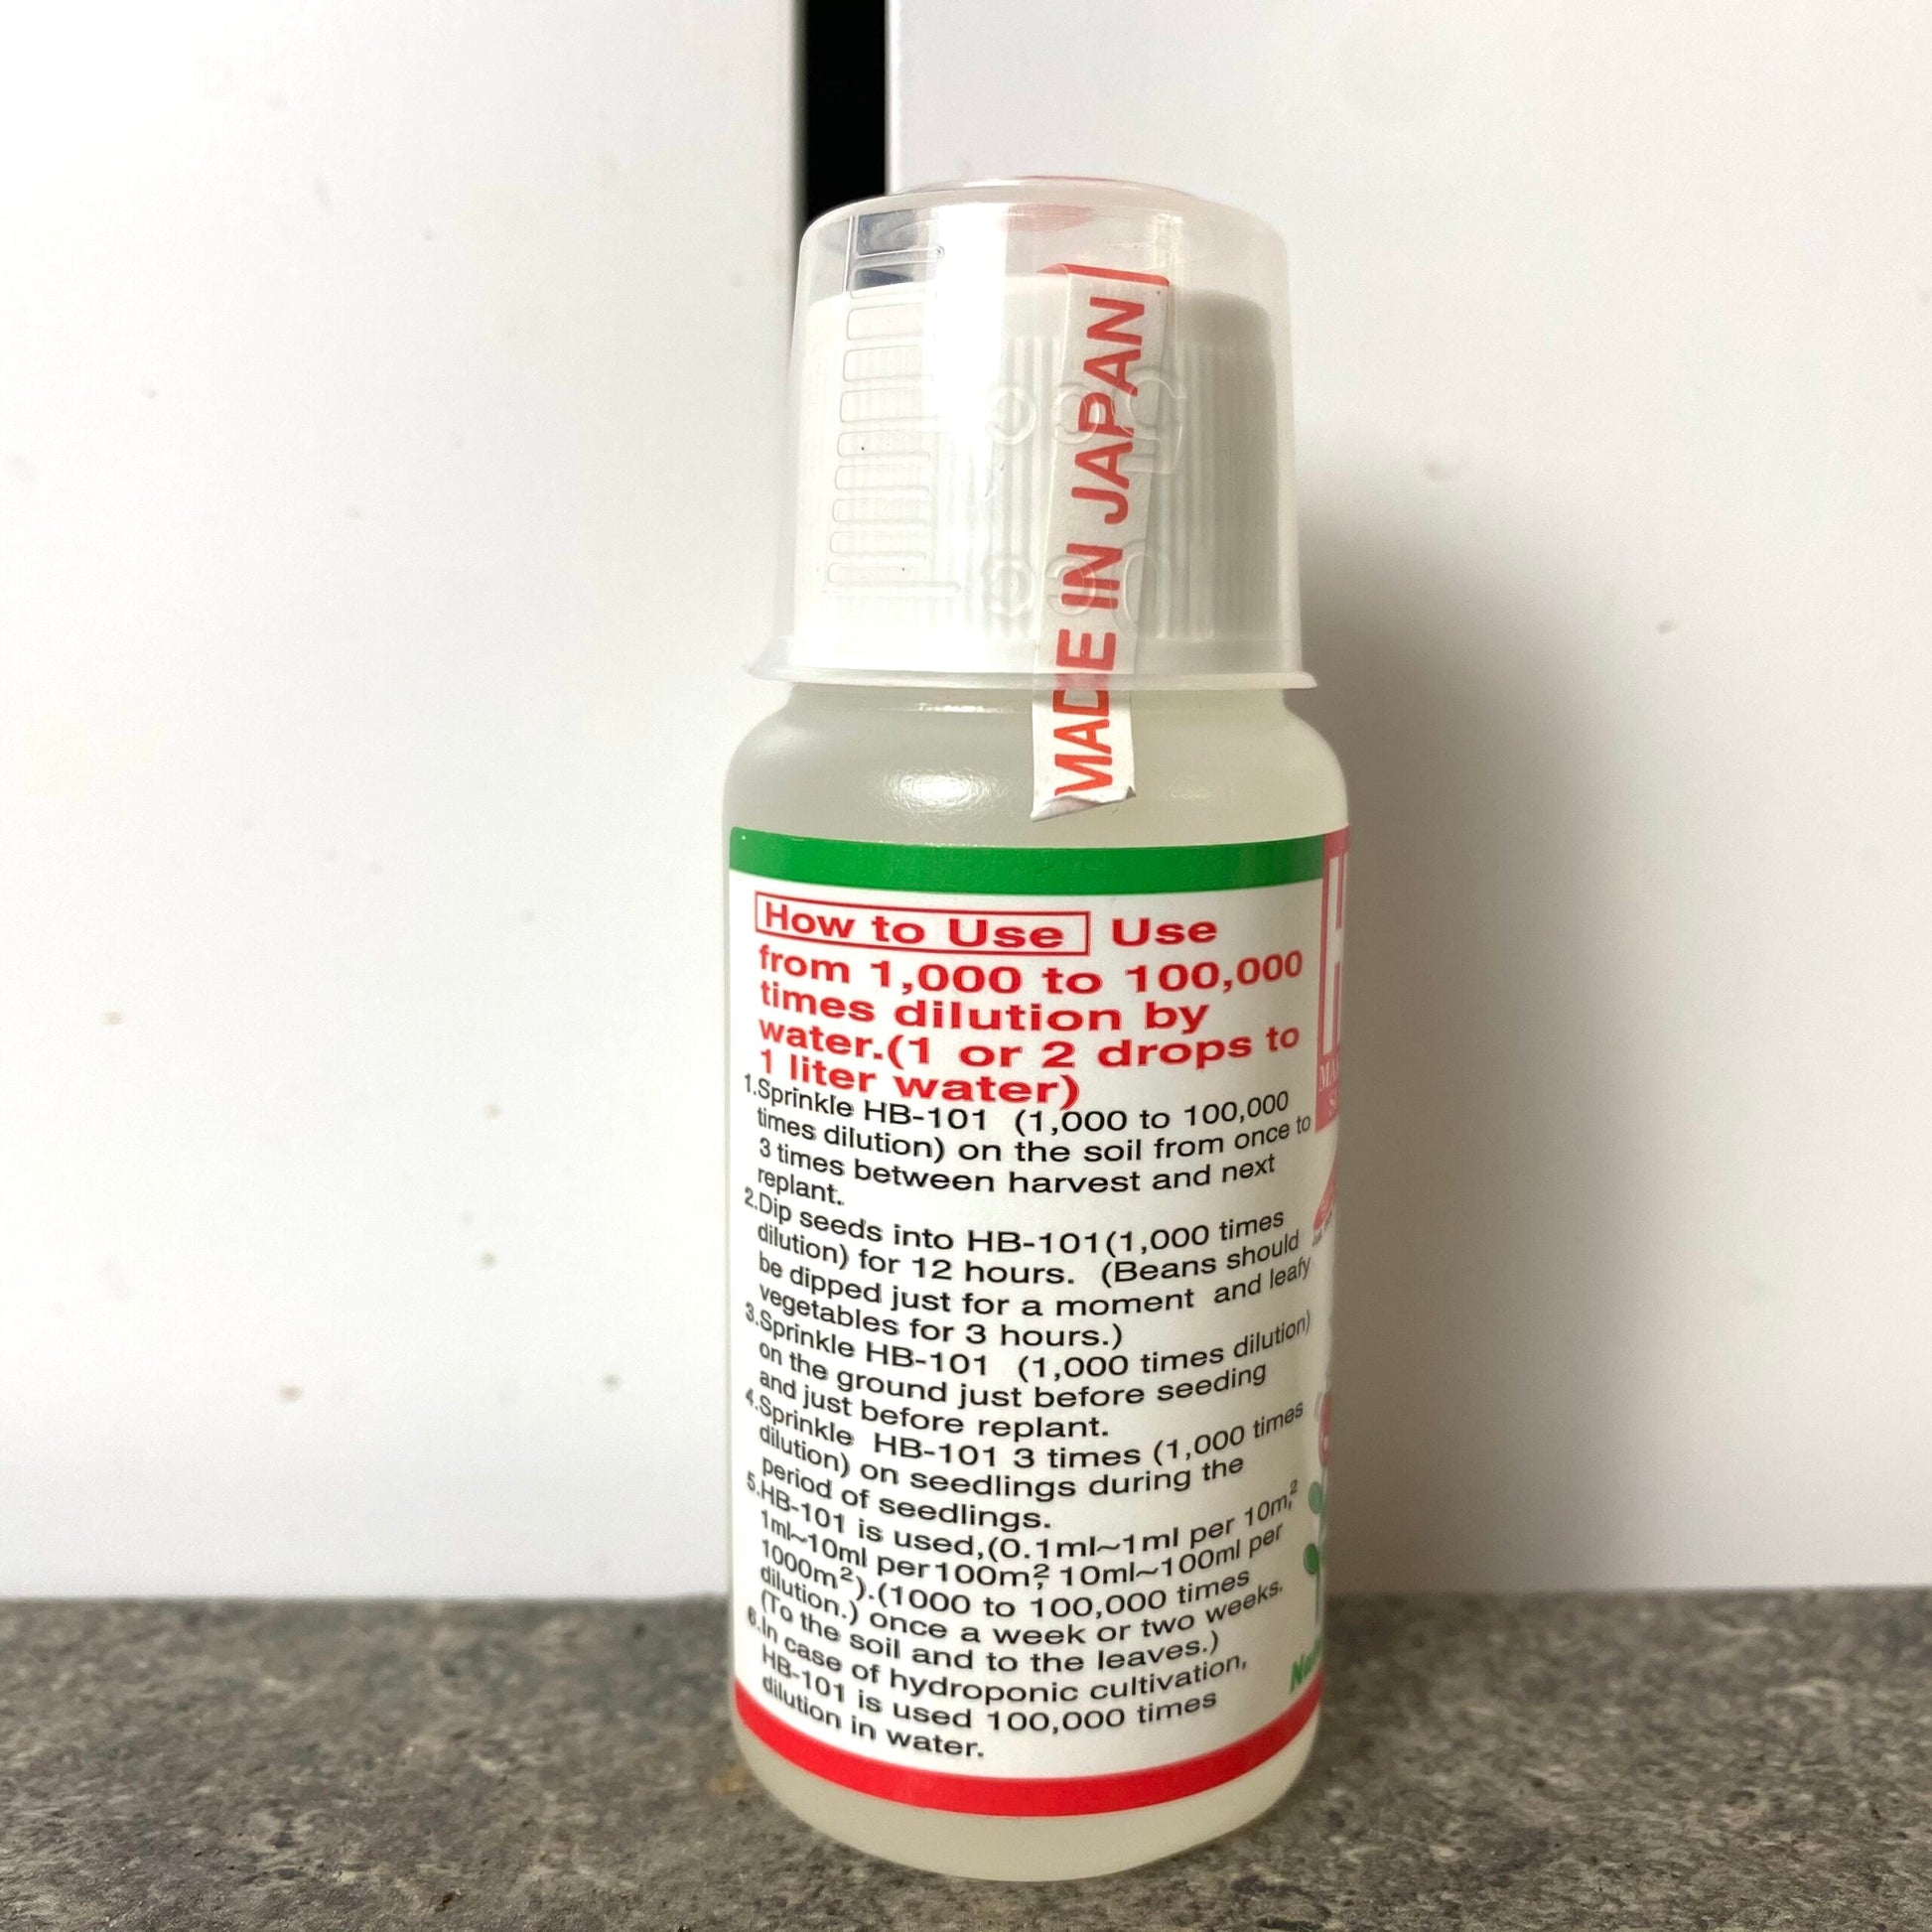 MADE IN JAPAN
How to Use Use
from 1,000 to 100,000
times dilution by
water.(1 or 2 drops to
1 liter water)
1.Sprinkle HB-101 (1,000 to 100,000
times dilution) on the soil from once to
3 times between harvest and next
replant.
2.Dip seeds into HB-101(1,000 times
dilution) for 12 hours. (Beans should
be dipped just for a moment and leafy
vegetables for 3 hours.)
3.Sprinkle HB-101 (1,000 times dilution)
on the ground just before seeding
and just before replant.
4.Sprinkle HB-101 3 times (1,000 times
dilution) on seedlings during the
period of seedlings.
5.HB-101 is used,(0.1ml~1ml per 10m²,
1ml~10ml per100m², 10ml~100ml per
1000m²).(1000 to 100,000 times
dilution.) once a week or two weeks.
(To the soil and to the leaves.)
6.In case of hydroponic cultivation,
HB-101 is used 100,000 times
dilution in water.